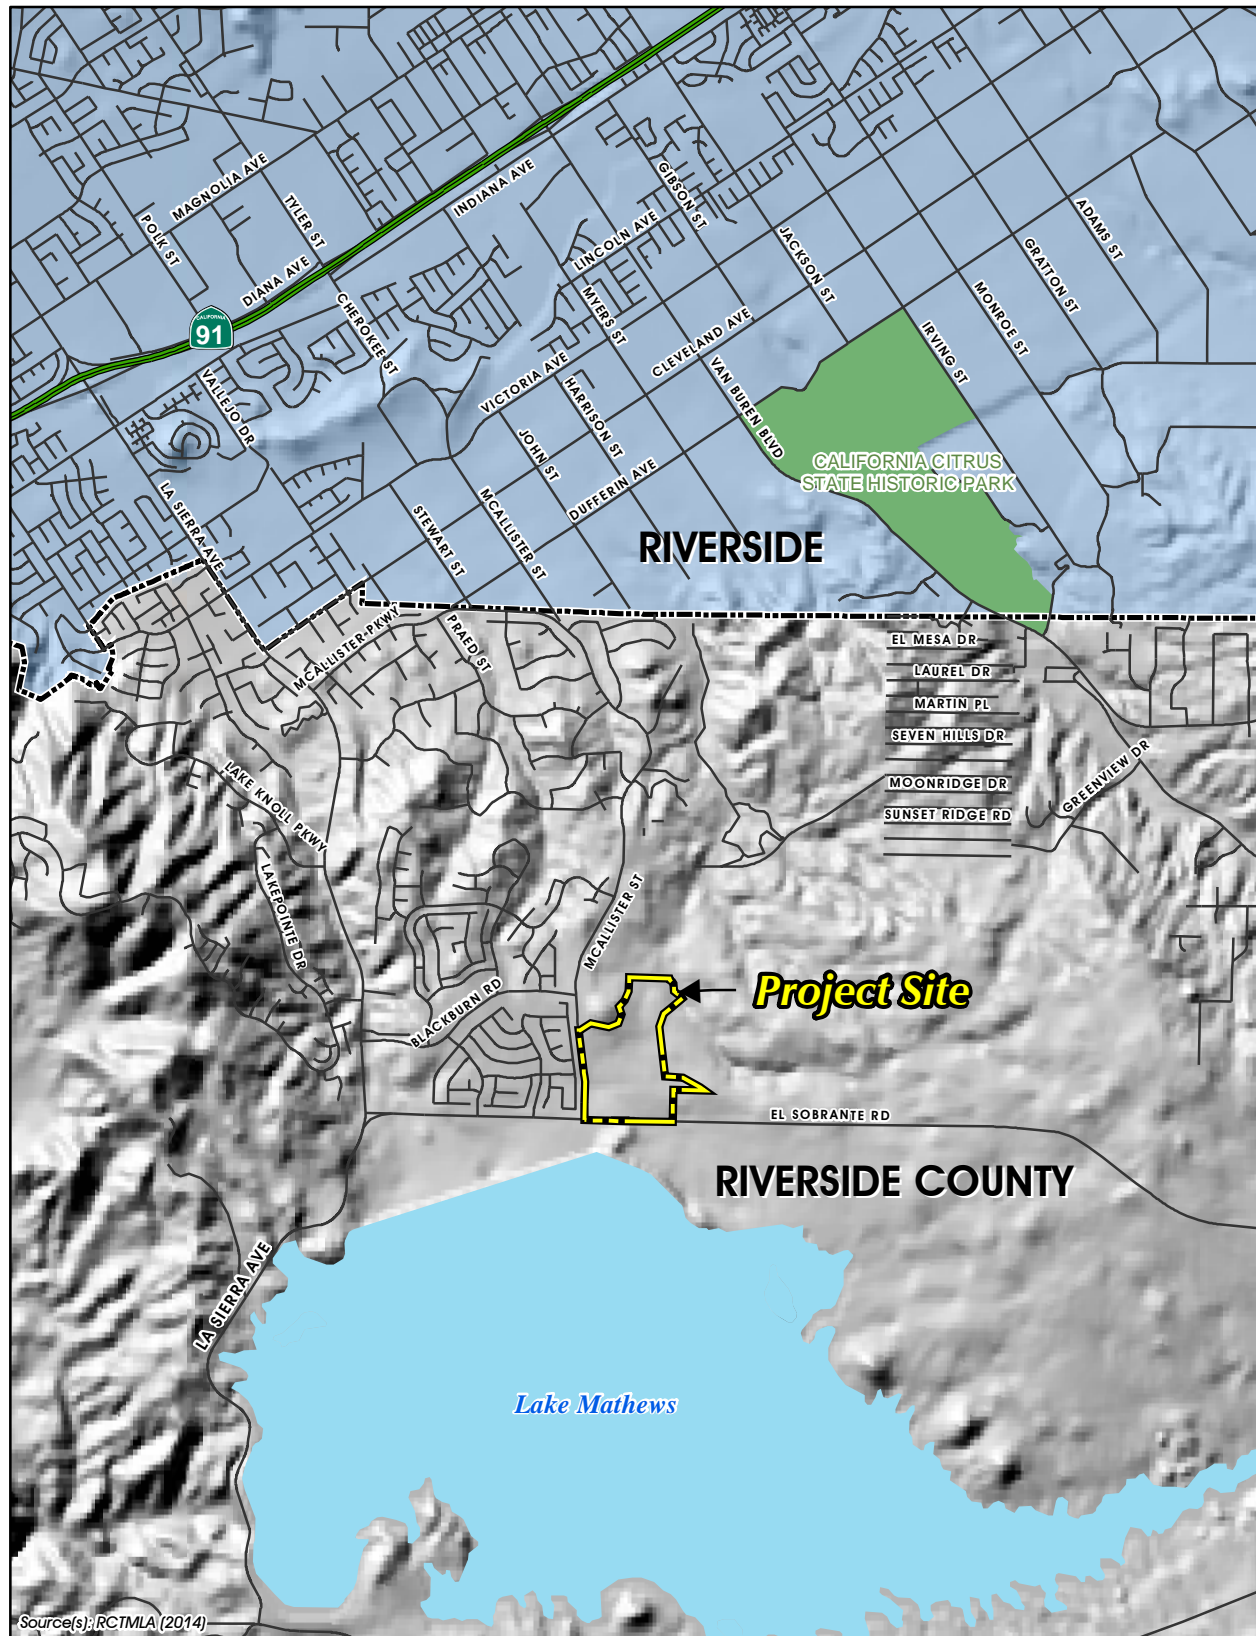 MAGNOLIA AVE
POLK ST
TYLER ST
INDIANA AVE
GIBSON ST
LINCOLN AVE
ADAMS ST
JACKSON ST
GRATTON ST
DIANA AVE
MONROE ST
CALIFORNIA
91
CHEROKEE ST
MYERS ST
CLEVELAND AVE
IRVING ST
VALLEJO DR
VICTORIA AVE
HARRISON ST
VAN BUREN BLVD
JOHN ST
CALIFORNIA CITRUS
STATE HISTORIC PARK
DUFFERIN AVE
LA SIERRA AVE
STEWART ST
MCALLISTER ST
RIVERSIDE
MCALLISTER PKWY
PRAED ST
EL MESA DR
LAUREL DR
MARTIN PL
SEVEN HILLS DR
MOONRIDGE DR
GREENVIEW DR
SUNSET RIDGE RD
LAKE KNOLL PKWY
LAKEPOINTE DR
MCALLISTER ST
BLACKBURN RD
Project Site
EL SOBRANTE RD
RIVERSIDE COUNTY
LA SIERRA AVE
Lake Mathews
Source(s): RCTMLA (2014)